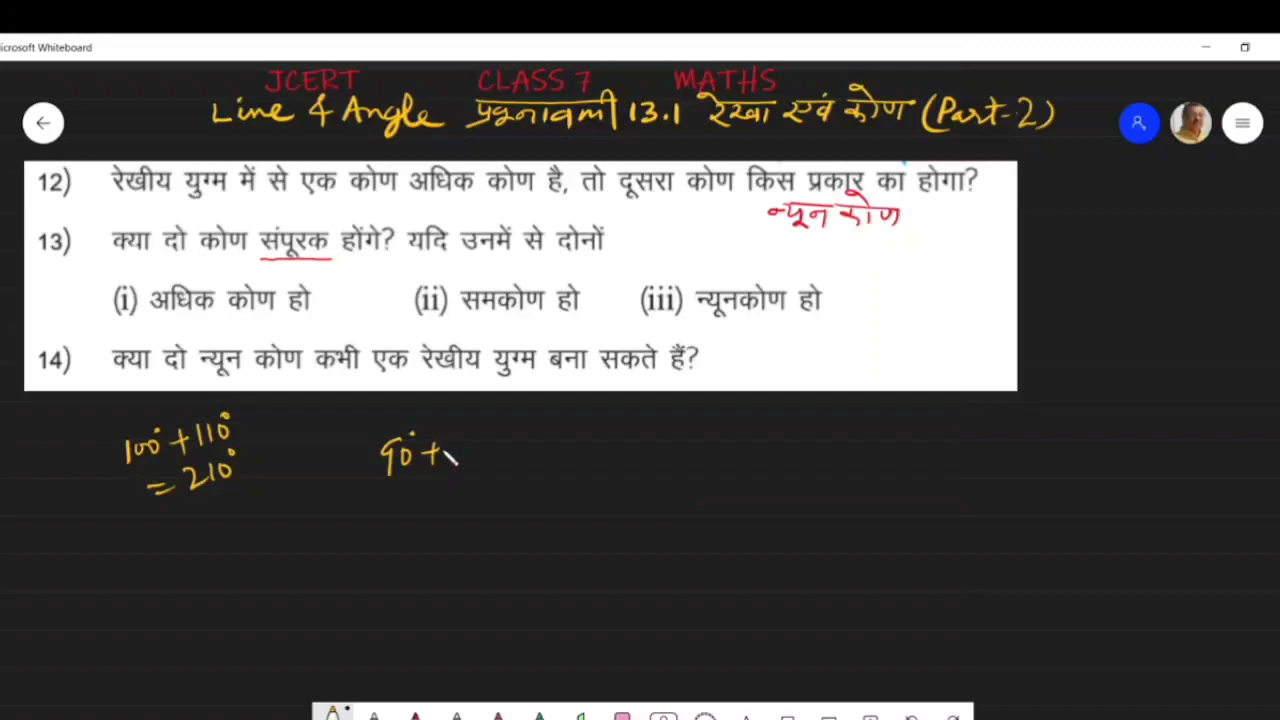 icrosoft Whiteboard
JCERT CLASS 7 MATHS
Line & Angle प्रश्नावली 13.1 रेखा एवं कोण (Part-2)
12) रेखीय युग्म में से एक कोण अधिक कोण है, तो दूसरा कोण किस प्रकार का होगा?
न्यून कोण
13) क्या दो कोण संपूरक होंगे? यदि उनमें से दोनों
(i) अधिक कोण हो (ii) समकोण हो (iii) न्यूनकोण हो
14) क्या दो न्यून कोण कभी एक रेखीय युग्म बना सकते हैं?
100° + 110°
= 210°
90° +